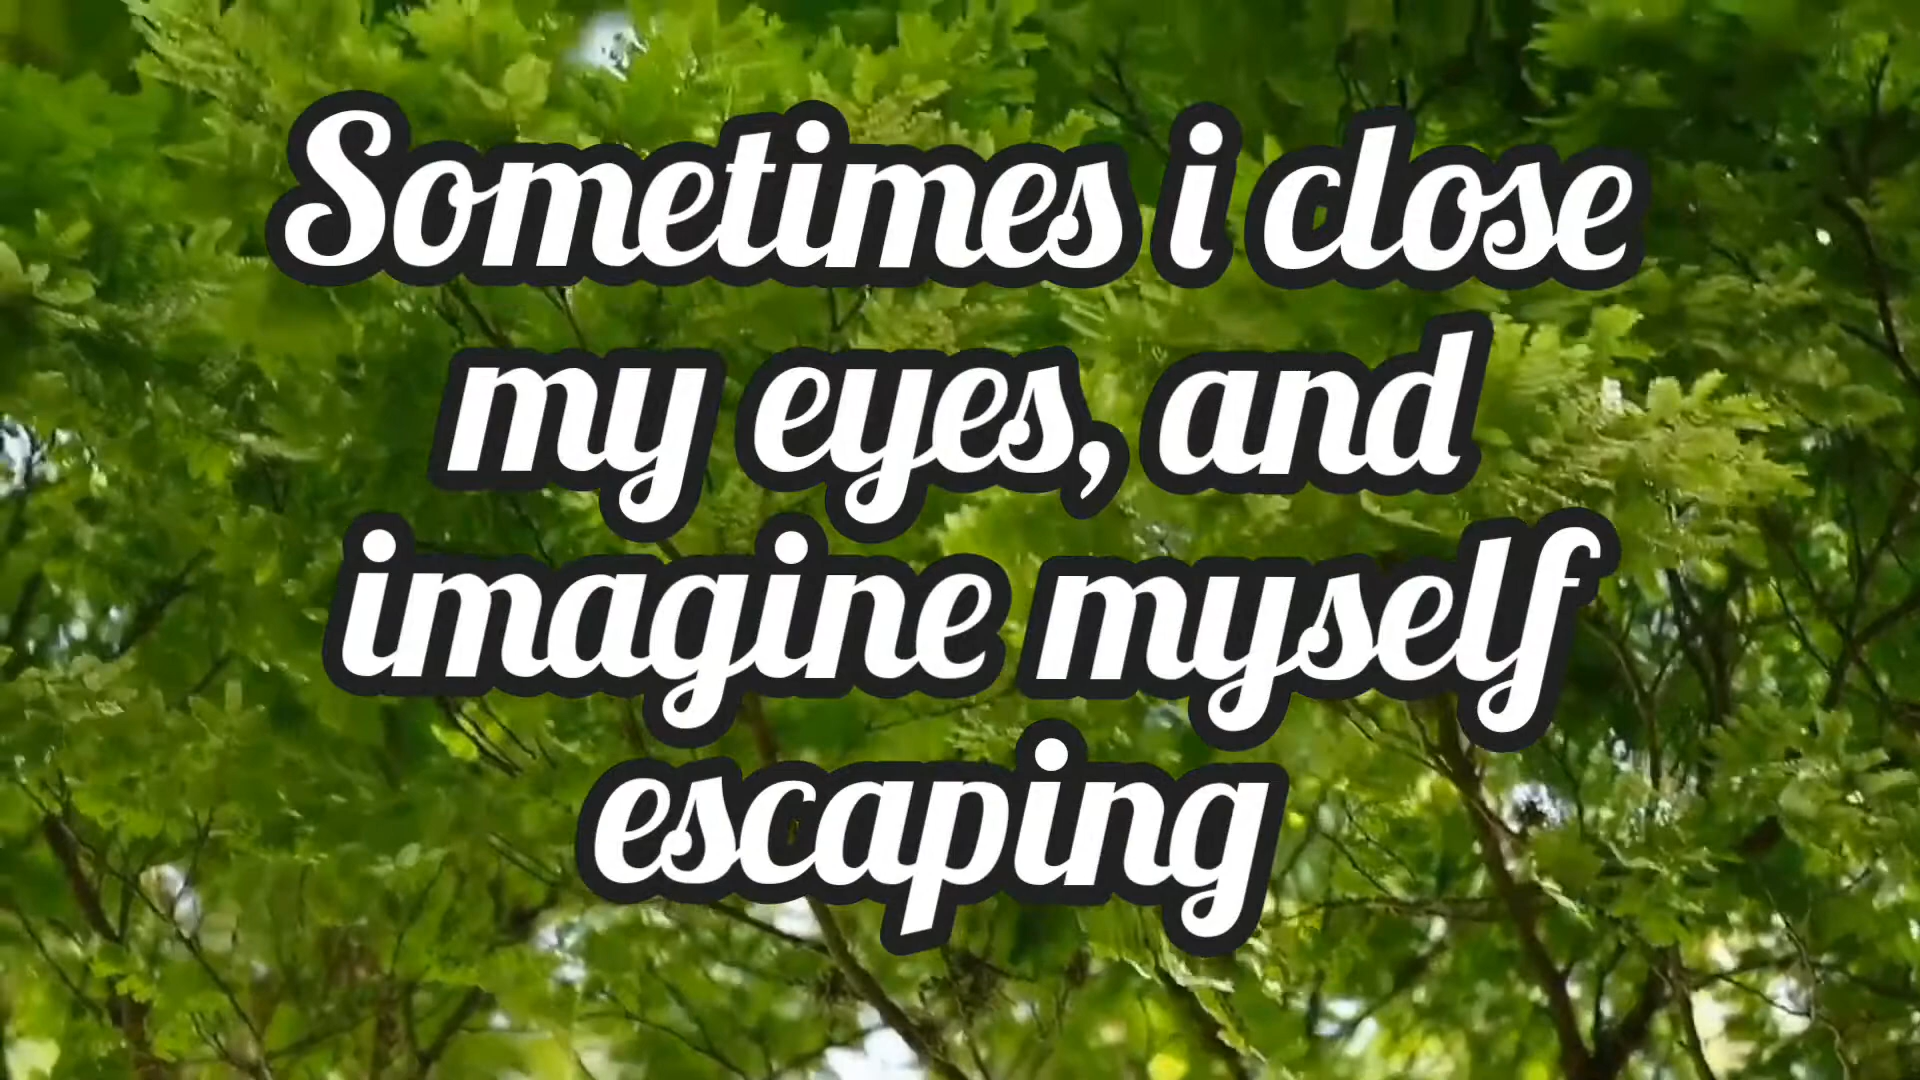 Sometimes i close
my eyes, and
imagine myself
escaping